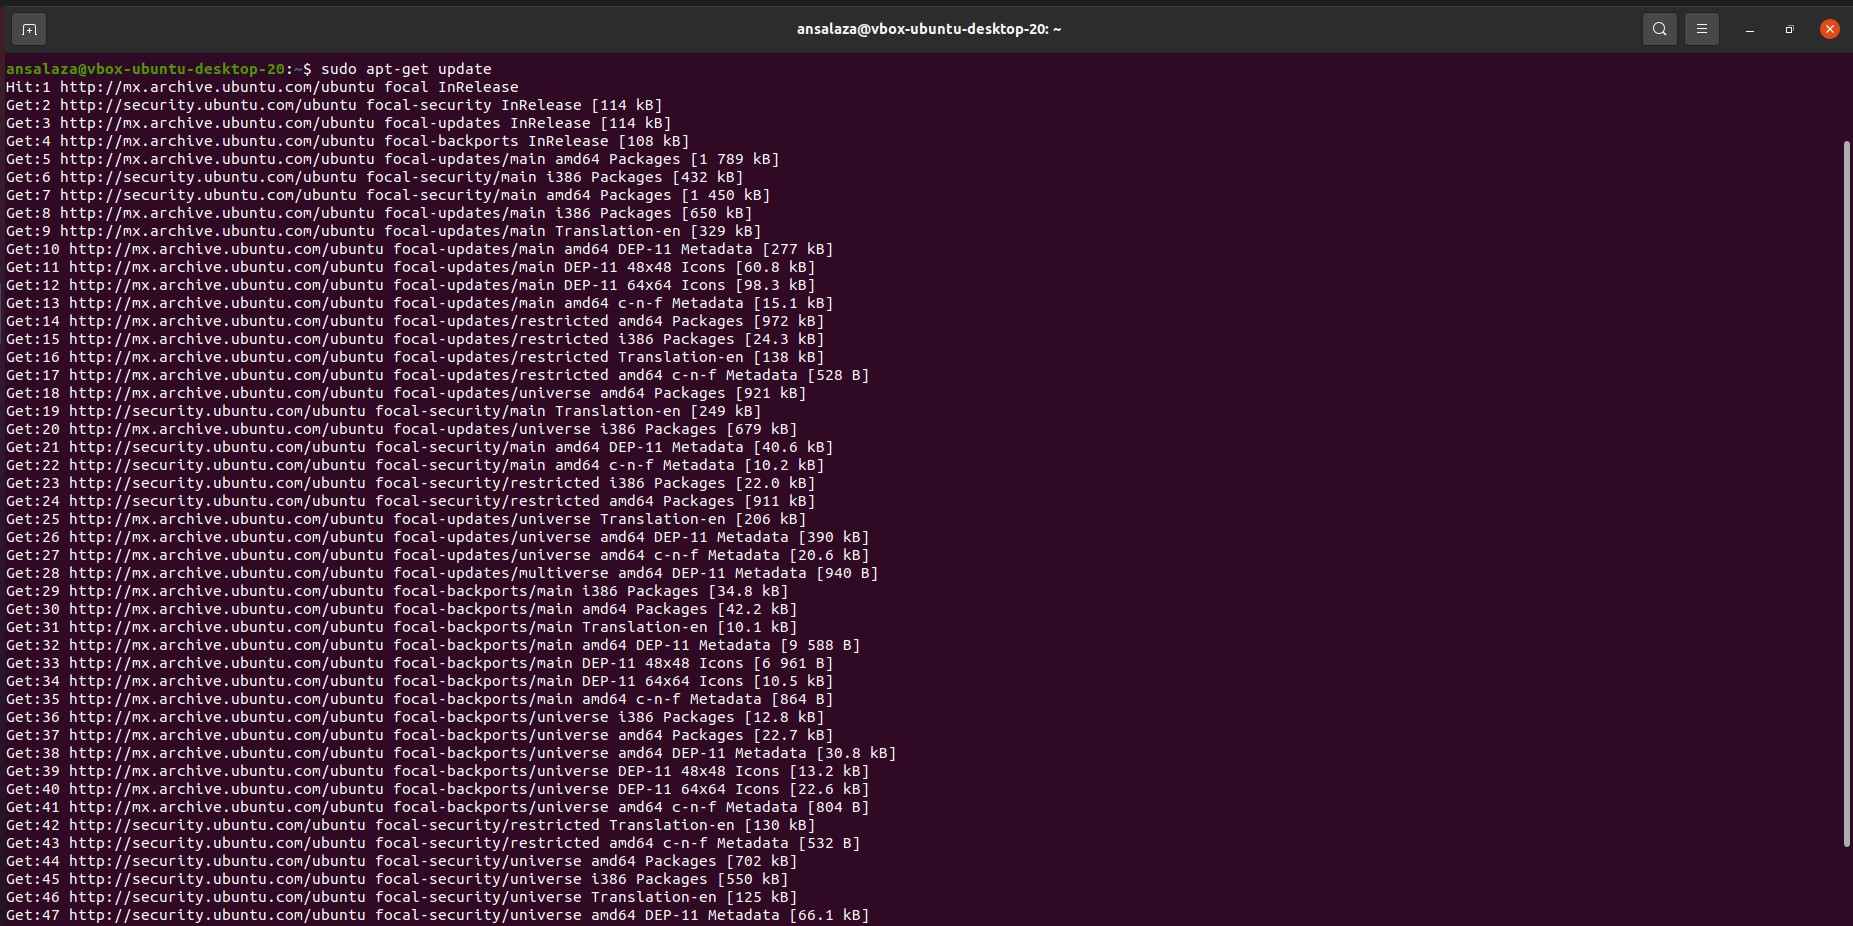 ansalaza@vbox-ubuntu-desktop-20: ~
ansalaza@vbox-ubuntu-desktop-20:~$ sudo apt-get update
Hit:1 http://mx.archive.ubuntu.com/ubuntu focal InRelease
Get:2 http://security.ubuntu.com/ubuntu focal-security InRelease [114 kB]
Get:3 http://mx.archive.ubuntu.com/ubuntu focal-updates InRelease [114 kB]
Get:4 http://mx.archive.ubuntu.com/ubuntu focal-backports InRelease [108 kB]
Get:5 http://mx.archive.ubuntu.com/ubuntu focal-updates/main amd64 Packages [1 789 kB]
Get:6 http://security.ubuntu.com/ubuntu focal-security/main i386 Packages [432 kB]
Get:7 http://security.ubuntu.com/ubuntu focal-security/main amd64 Packages [1 450 kB]
Get:8 http://mx.archive.ubuntu.com/ubuntu focal-updates/main i386 Packages [650 kB]
Get:9 http://mx.archive.ubuntu.com/ubuntu focal-updates/main Translation-en [329 kB]
Get:10 http://mx.archive.ubuntu.com/ubuntu focal-updates/main amd64 DEP-11 Metadata [277 kB]
Get:11 http://mx.archive.ubuntu.com/ubuntu focal-updates/main DEP-11 48x48 Icons [60.8 kB]
Get:12 http://mx.archive.ubuntu.com/ubuntu focal-updates/main DEP-11 64x64 Icons [98.3 kB]
Get:13 http://mx.archive.ubuntu.com/ubuntu focal-updates/main amd64 c-n-f Metadata [15.1 kB]
Get:14 http://mx.archive.ubuntu.com/ubuntu focal-updates/restricted amd64 Packages [972 kB]
Get:15 http://mx.archive.ubuntu.com/ubuntu focal-updates/restricted i386 Packages [24.3 kB]
Get:16 http://mx.archive.ubuntu.com/ubuntu focal-updates/restricted Translation-en [138 kB]
Get:17 http://mx.archive.ubuntu.com/ubuntu focal-updates/restricted amd64 c-n-f Metadata [528 B]
Get:18 http://mx.archive.ubuntu.com/ubuntu focal-updates/universe amd64 Packages [921 kB]
Get:19 http://security.ubuntu.com/ubuntu focal-security/main Translation-en [249 kB]
Get:20 http://mx.archive.ubuntu.com/ubuntu focal-updates/universe i386 Packages [679 kB]
Get:21 http://security.ubuntu.com/ubuntu focal-security/main amd64 DEP-11 Metadata [40.6 kB]
Get:22 http://security.ubuntu.com/ubuntu focal-security/main amd64 c-n-f Metadata [10.2 kB]
Get:23 http://security.ubuntu.com/ubuntu focal-security/restricted i386 Packages [22.0 kB]
Get:24 http://security.ubuntu.com/ubuntu focal-security/restricted amd64 Packages [911 kB]
Get:25 http://mx.archive.ubuntu.com/ubuntu focal-updates/universe Translation-en [206 kB]
Get:26 http://mx.archive.ubuntu.com/ubuntu focal-updates/universe amd64 DEP-11 Metadata [390 kB]
Get:27 http://mx.archive.ubuntu.com/ubuntu focal-updates/universe amd64 c-n-f Metadata [20.6 kB]
Get:28 http://mx.archive.ubuntu.com/ubuntu focal-updates/multiverse amd64 DEP-11 Metadata [940 B]
Get:29 http://mx.archive.ubuntu.com/ubuntu focal-backports/main i386 Packages [34.8 kB]
Get:30 http://mx.archive.ubuntu.com/ubuntu focal-backports/main amd64 Packages [42.2 kB]
Get:31 http://mx.archive.ubuntu.com/ubuntu focal-backports/main Translation-en [10.1 kB]
Get:32 http://mx.archive.ubuntu.com/ubuntu focal-backports/main amd64 DEP-11 Metadata [9 588 B]
Get:33 http://mx.archive.ubuntu.com/ubuntu focal-backports/main DEP-11 48x48 Icons [6 961 B]
Get:34 http://mx.archive.ubuntu.com/ubuntu focal-backports/main DEP-11 64x64 Icons [10.5 kB]
Get:35 http://mx.archive.ubuntu.com/ubuntu focal-backports/main amd64 c-n-f Metadata [864 B]
Get:36 http://mx.archive.ubuntu.com/ubuntu focal-backports/universe i386 Packages [12.8 kB]
Get:37 http://mx.archive.ubuntu.com/ubuntu focal-backports/universe amd64 Packages [22.7 kB]
Get:38 http://mx.archive.ubuntu.com/ubuntu focal-backports/universe amd64 DEP-11 Metadata [30.8 kB]
Get:39 http://mx.archive.ubuntu.com/ubuntu focal-backports/universe DEP-11 48x48 Icons [13.2 kB]
Get:40 http://mx.archive.ubuntu.com/ubuntu focal-backports/universe DEP-11 64x64 Icons [22.6 kB]
Get:41 http://mx.archive.ubuntu.com/ubuntu focal-backports/universe amd64 c-n-f Metadata [804 B]
Get:42 http://security.ubuntu.com/ubuntu focal-security/restricted Translation-en [130 kB]
Get:43 http://security.ubuntu.com/ubuntu focal-security/restricted amd64 c-n-f Metadata [532 B]
Get:44 http://security.ubuntu.com/ubuntu focal-security/universe amd64 Packages [702 kB]
Get:45 http://security.ubuntu.com/ubuntu focal-security/universe i386 Packages [550 kB]
Get:46 http://security.ubuntu.com/ubuntu focal-security/universe Translation-en [125 kB]
Get:47 http://security.ubuntu.com/ubuntu focal-security/universe amd64 DEP-11 Metadata [66.1 kB]